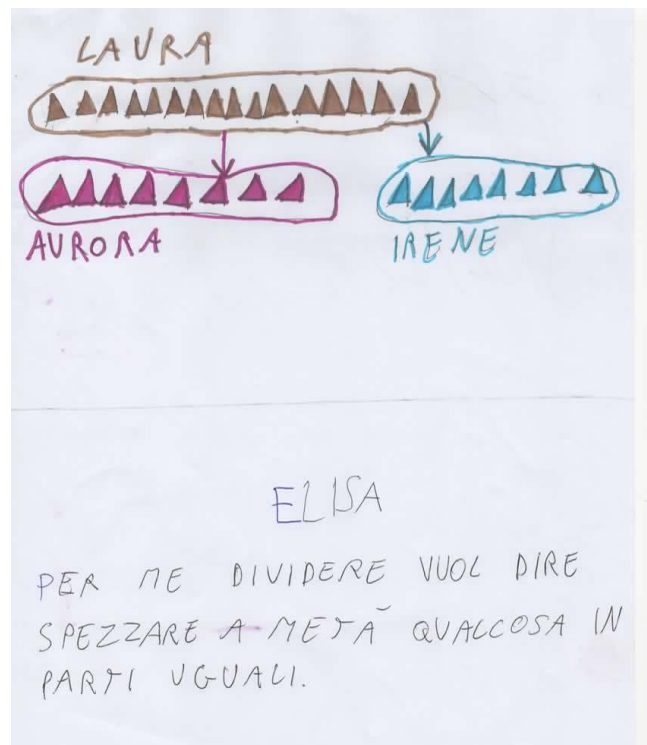 LAURA
AURORA
IRENE
ELISA
PER ME DIVIDERE VUOL DIRE
SPEZZARE A METÀ QUALCOSA IN
PARTI UGUALI.